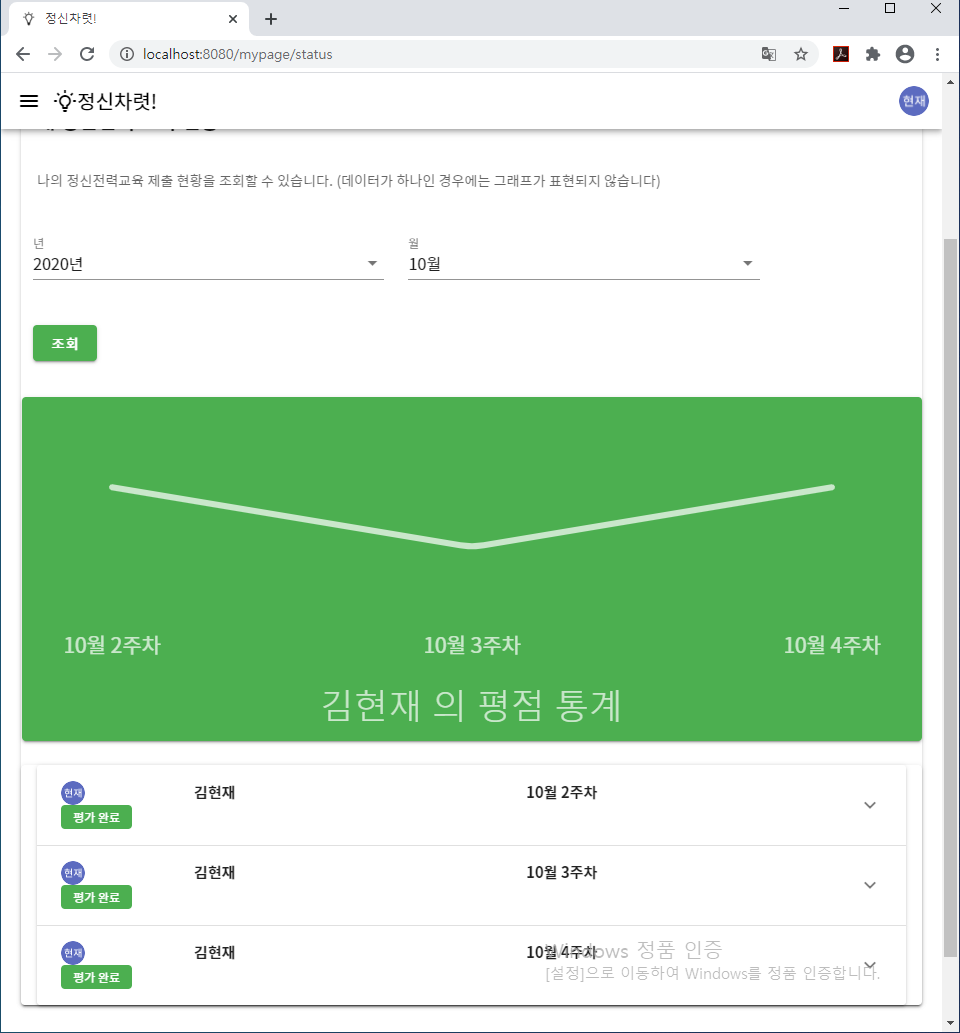 정신차렷!
localhost:8080/mypage/status
정신차렷!
현재
나의 정신전력교육 제출 현황을 조회할 수 있습니다. (데이터가 하나인 경우에는 그래프가 표현되지 않습니다)
년
월
2020년
10월
조회
10월 2주차
10월 3주차
10월 4주차
김현재 의 평점 통계
현재
김현재
10월 2주차
평가 완료
현재
김현재
10월 3주차
평가 완료
현재
김현재
10월 4주차
평가 완료
Windows 정품 인증
[설정]으로 이동하여 Windows를 정품 인증합니다.